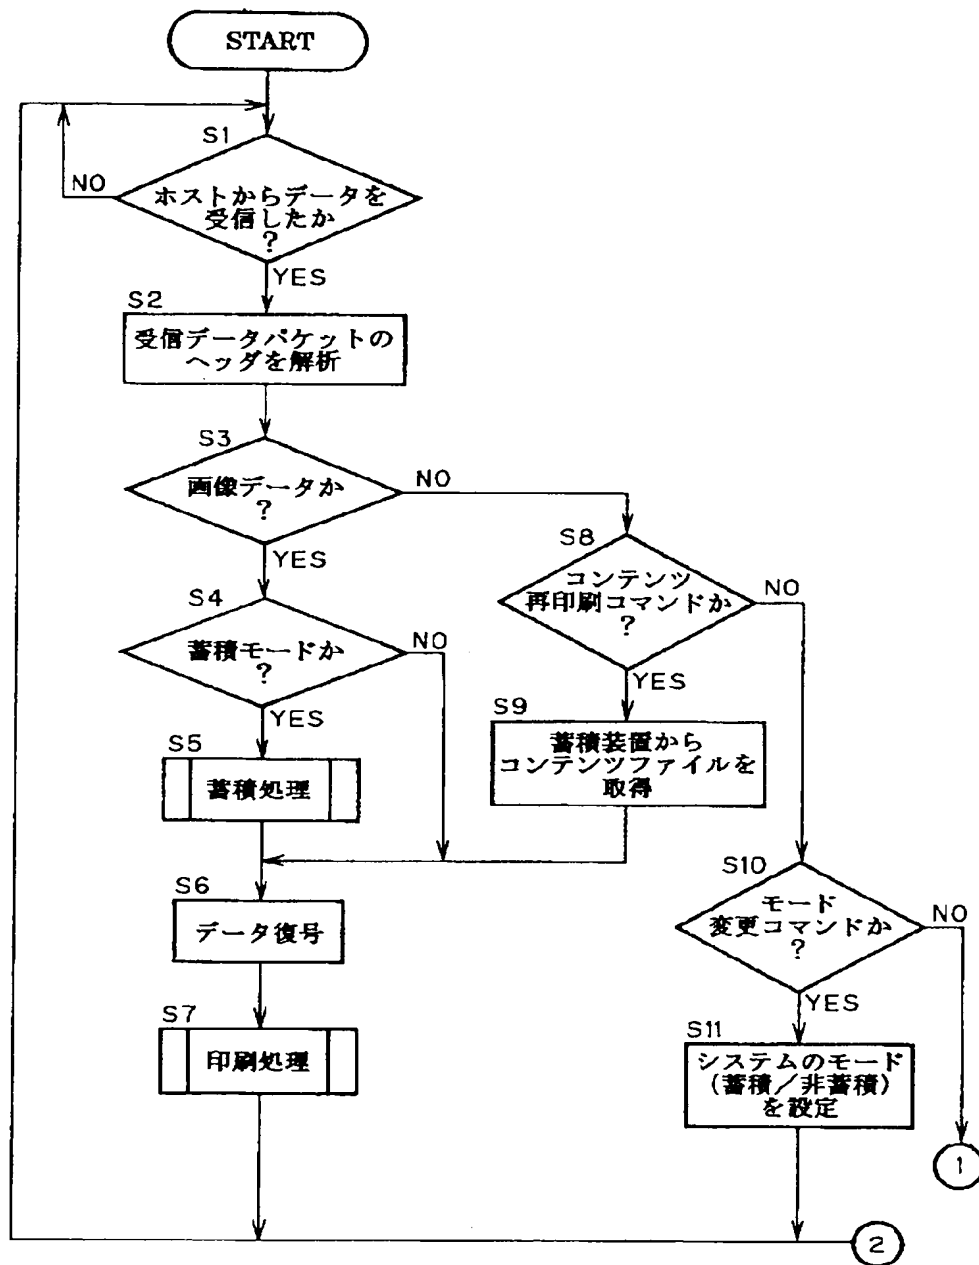 START
S1
NO
ホストからデータを
受信したか
?
YES
S2
受信データパケットの
ヘッダを解析
S3
画像データか
?
NO
YES
S4
蓄積モードか
?
NO
YES
S5
蓄積処理
S6
データ復号
S7
印刷処理
S8
コンテンツ
再印刷コマンドか
?
NO
YES
S9
蓄積装置から
コンテンツファイルを
取得
S10
モード
変更コマンドか
?
NO
YES
S11
システムのモード
(蓄積/非蓄積)
を設定
1
2